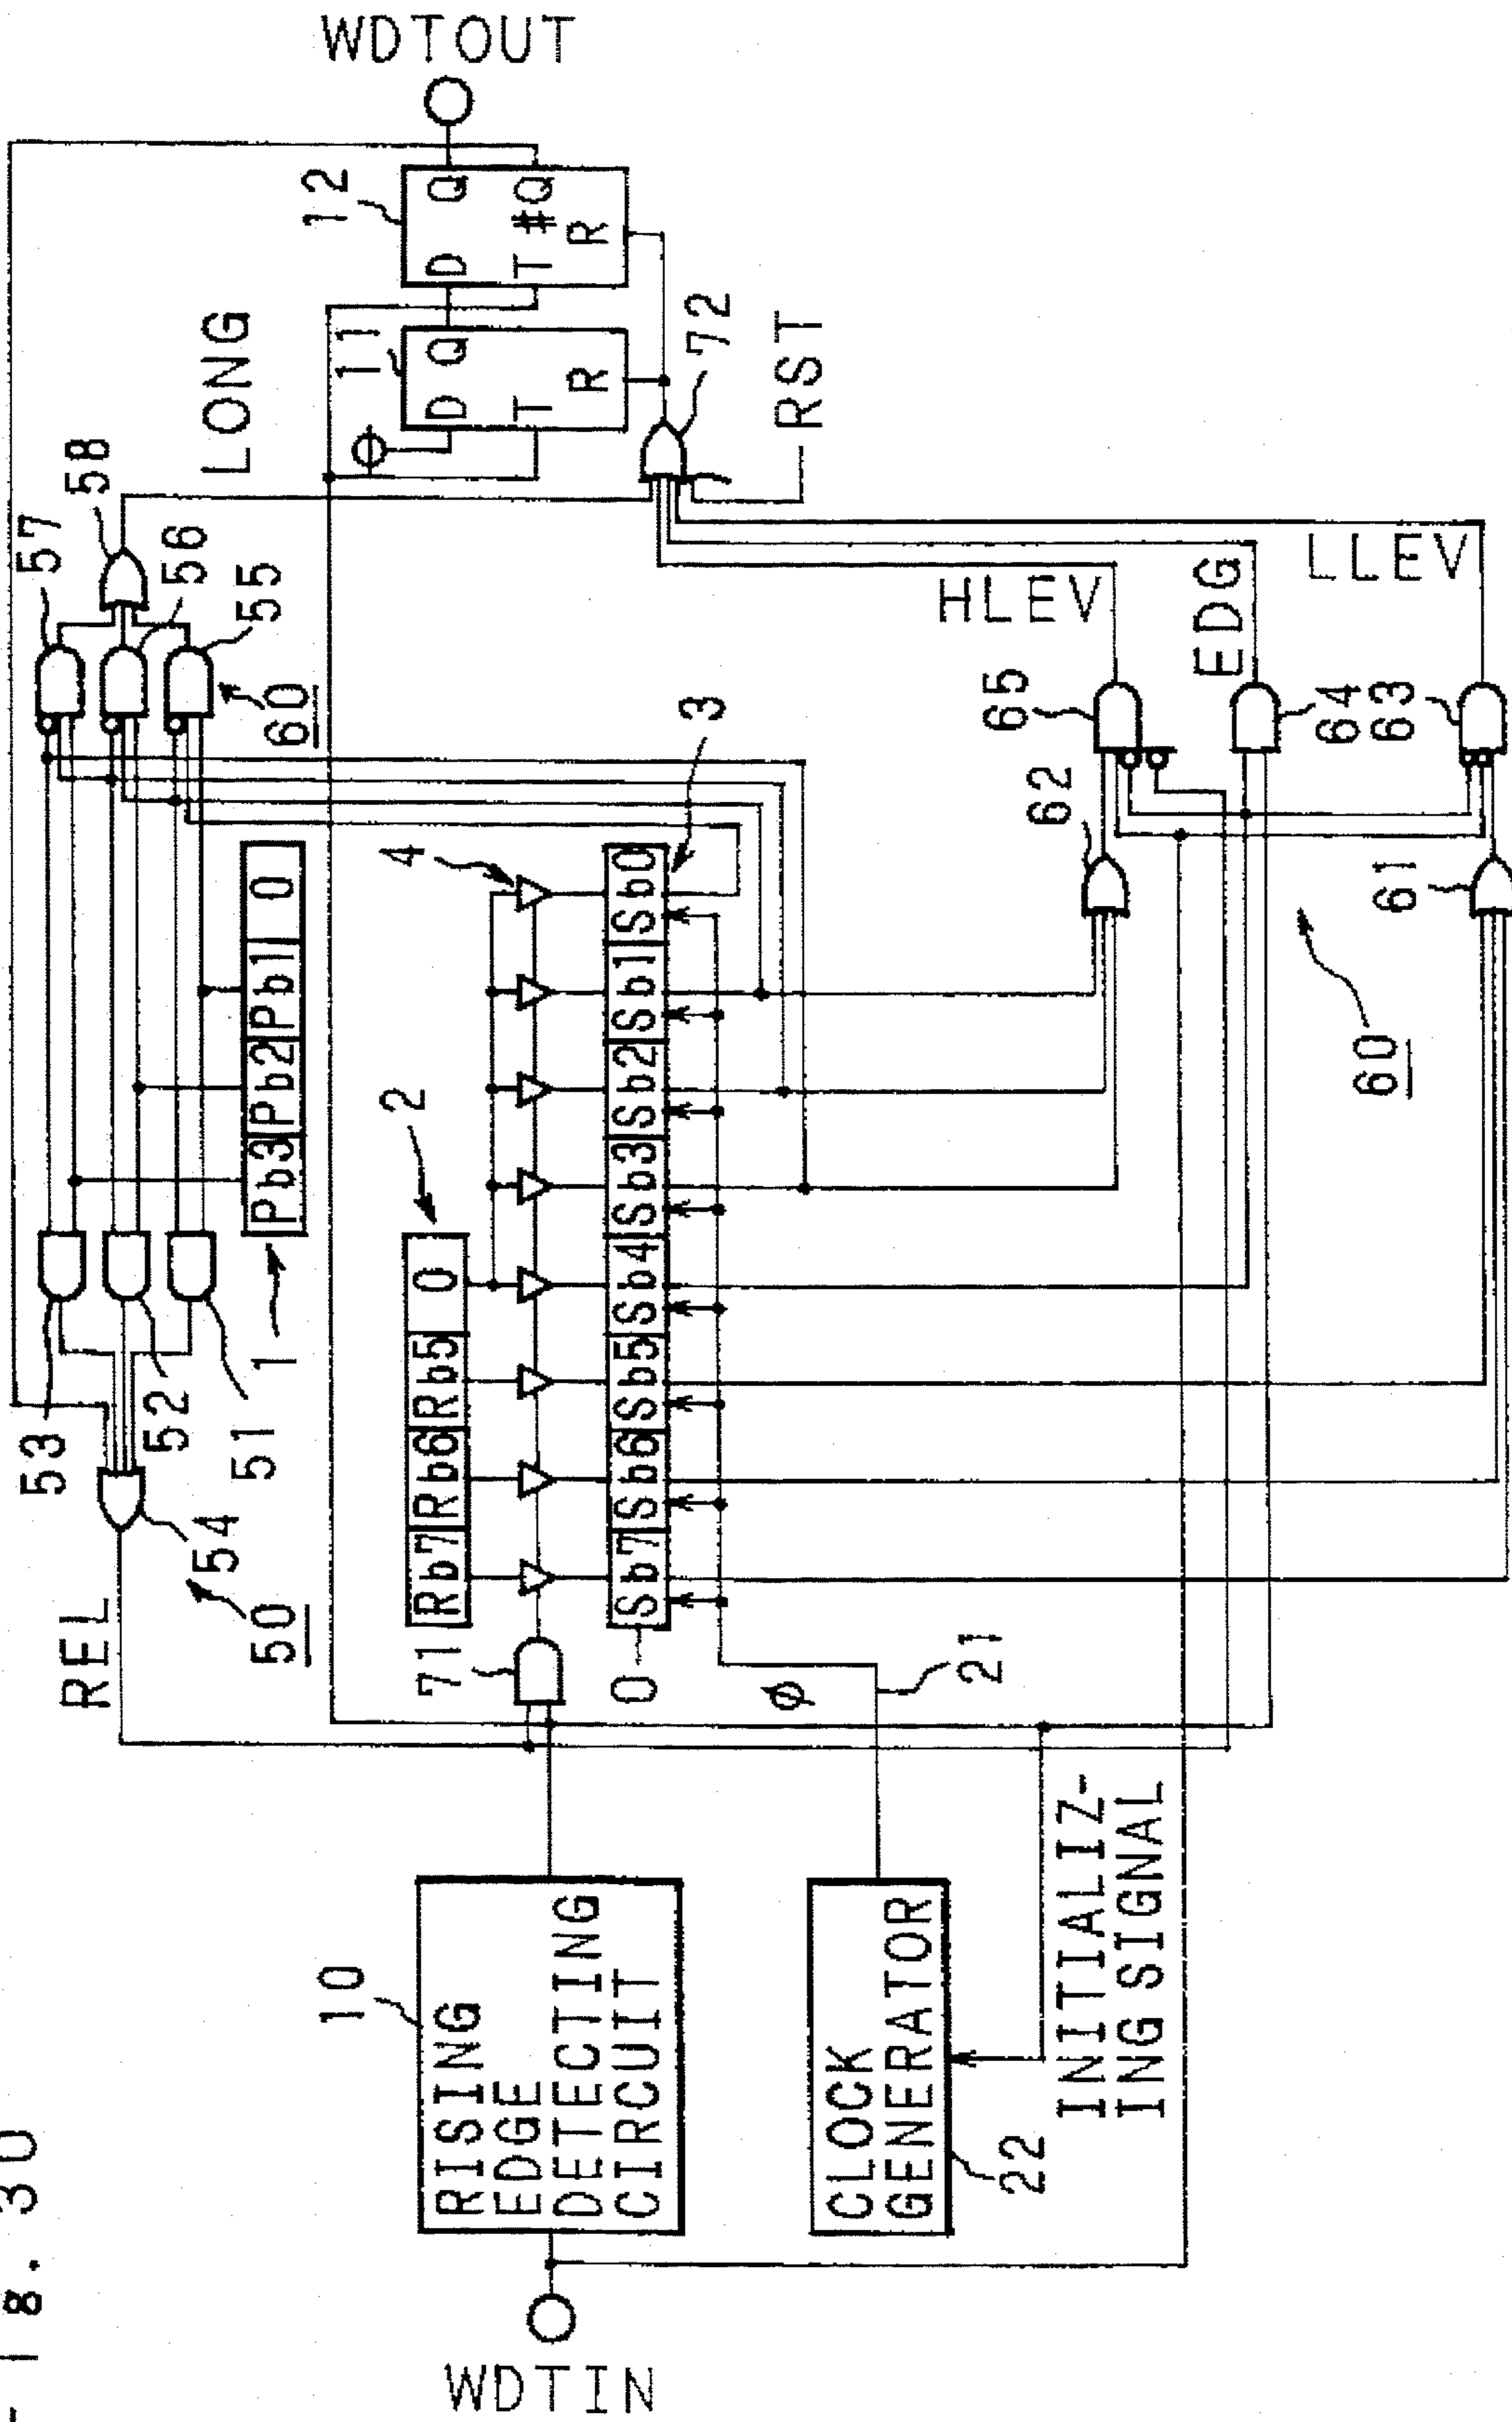 Fig. 30
WDTIN
10
RISING
EDGE
DETECTING
CIRCUIT
CLOCK
GENERATOR
22
INITIALIZ-
ING SIGNAL
REL
50
54
53
52
51
1
Pb3 Pb2 Pb1 0
71
2
Rb7 Rb6 Rb5 0
4
0
Sb7 Sb6 Sb5 Sb4 Sb3 Sb2 Sb1 Sb0
3
φ
21
57
58
56
55
60
LONG
11
D Q
T
R
12
D Q
T #Q
R
WDTOUT
72
RST
62
65
HLEV
EDG
64
63
LLEV
61
60